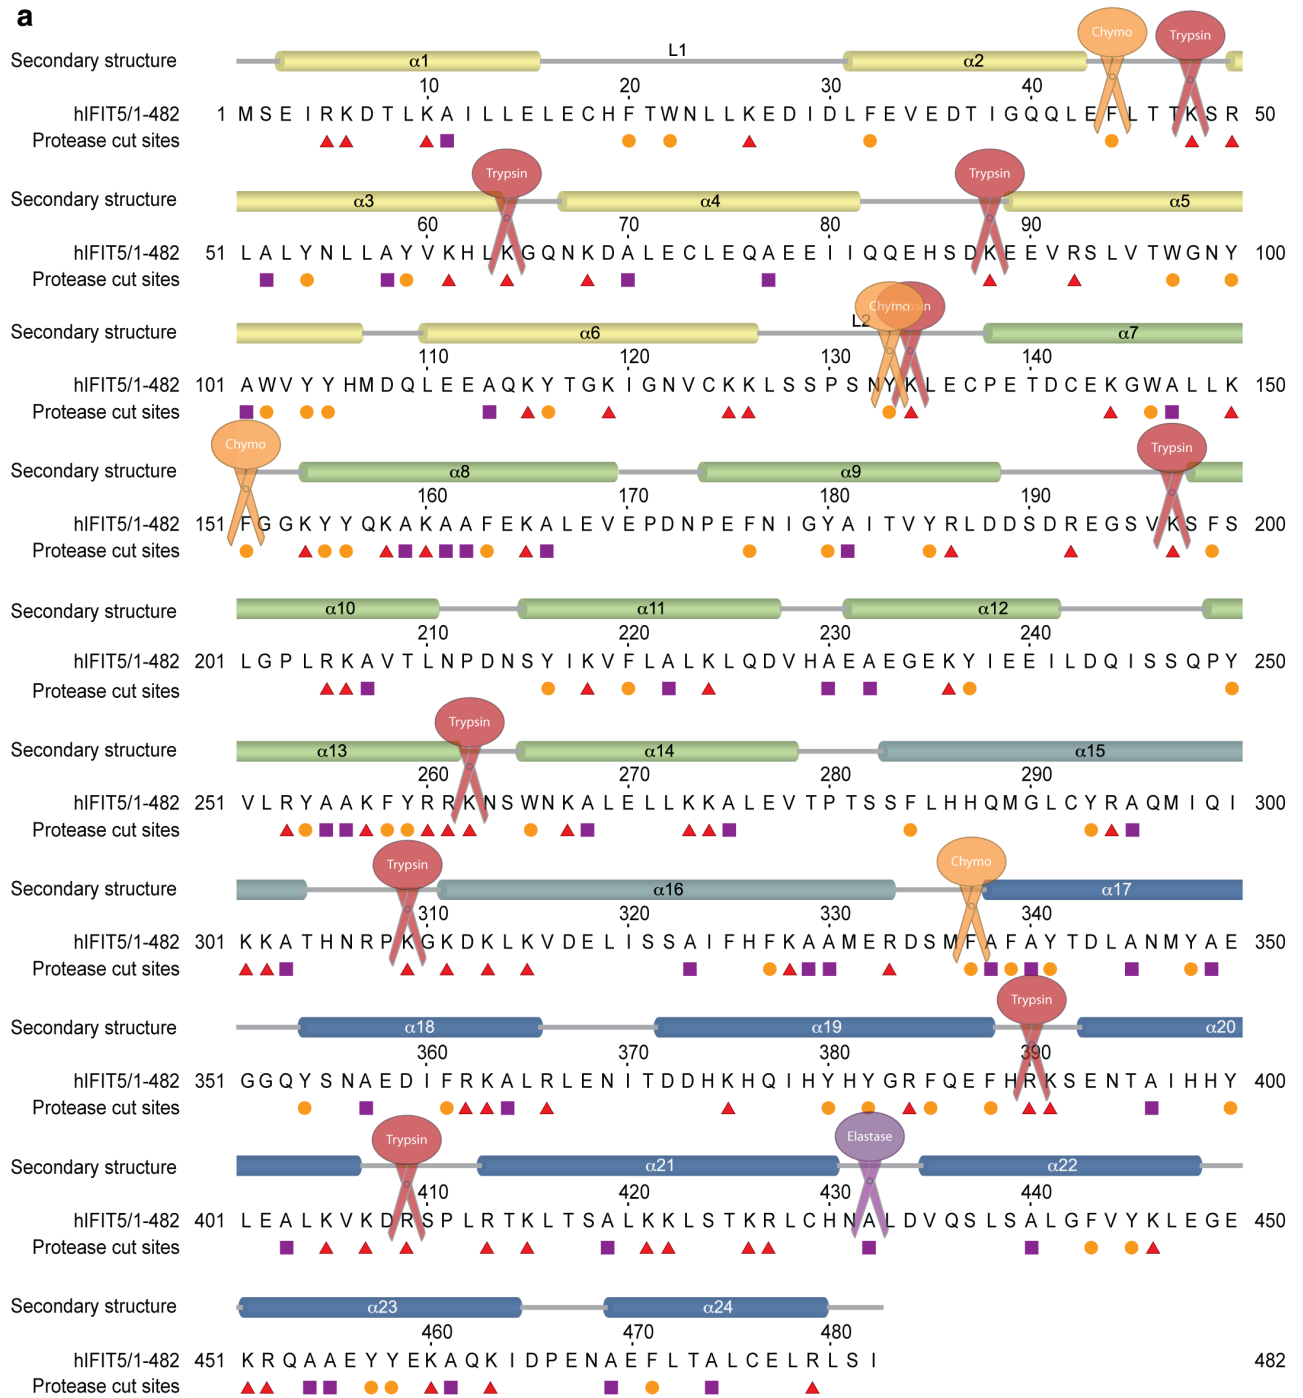 a
Chymo Trypsin
Secondary structure α1 L1 α2
10 20 30 40
hIFIT5/1-482 1 M S E I R K D T L K A I L L E L E C H F T W N L L K E D I D L F E V E D T I G Q Q L E F L T T K S R 50
Protease cut sites
Trypsin Trypsin
Secondary structure α3 α4 α5
60 70 80 90
hIFIT5/1-482 51 L A L Y N L L A Y V K H L K G Q N K D A L E C L E Q A E E I I Q Q E H S D K E E V R S L V T W G N Y 100
Protease cut sites
Chymo Trypsin
Secondary structure α6 L2 α7
110 120 130 140
hIFIT5/1-482 101 A W V Y Y H M D Q L E E A Q K Y T G K I G N V C K K L S S P S N Y K L E C P E T D C E K G W A L L K 150
Protease cut sites
Chymo Trypsin
Secondary structure α8 α9
160 170 180 190
hIFIT5/1-482 151 F G G K Y Y Q K A K A A F E K A L E V E P D N P E F N I G Y A I T V Y R L D D S D R E G S V K S F S 200
Protease cut sites
Secondary structure α10 α11 α12
210 220 230 240
hIFIT5/1-482 201 L G P L R K A V T L N P D N S Y I K V F L A L K L Q D V H A E A E G E K Y I E E I L D Q I S S Q P Y 250
Protease cut sites
Trypsin
Secondary structure α13 α14 α15
260 270 280 290
hIFIT5/1-482 251 V L R Y A A K F Y R R K N S W N K A L E L L K K A L E V T P T S S F L H H Q M G L C Y R A Q M I Q I 300
Protease cut sites
Trypsin Chymo
Secondary structure α16 α17
310 320 330 340
hIFIT5/1-482 301 K K A T H N R P K G K D K L K V D E L I S S A I F H F K A A M E R D S M F A F A Y T D L A N M Y A E 350
Protease cut sites
Trypsin
Secondary structure α18 α19 α20
360 370 380 390
hIFIT5/1-482 351 G G Q Y S N A E D I F R K A L R L E N I T D D H K H Q I H Y H Y G R F Q E F H R K S E N T A I H H Y 400
Protease cut sites
Trypsin Elastase
Secondary structure α21 α22
410 420 430 440
hIFIT5/1-482 401 L E A L K V K D R S P L R T K L T S A L K K L S T K R L C H N A L D V Q S L S A L G F V Y K L E G E 450
Protease cut sites
Secondary structure α23 α24
460 470 480
hIFIT5/1-482 451 K R Q A A E Y Y E K A Q K I D P E N A E F L T A L C E L R L S I 482
Protease cut sites